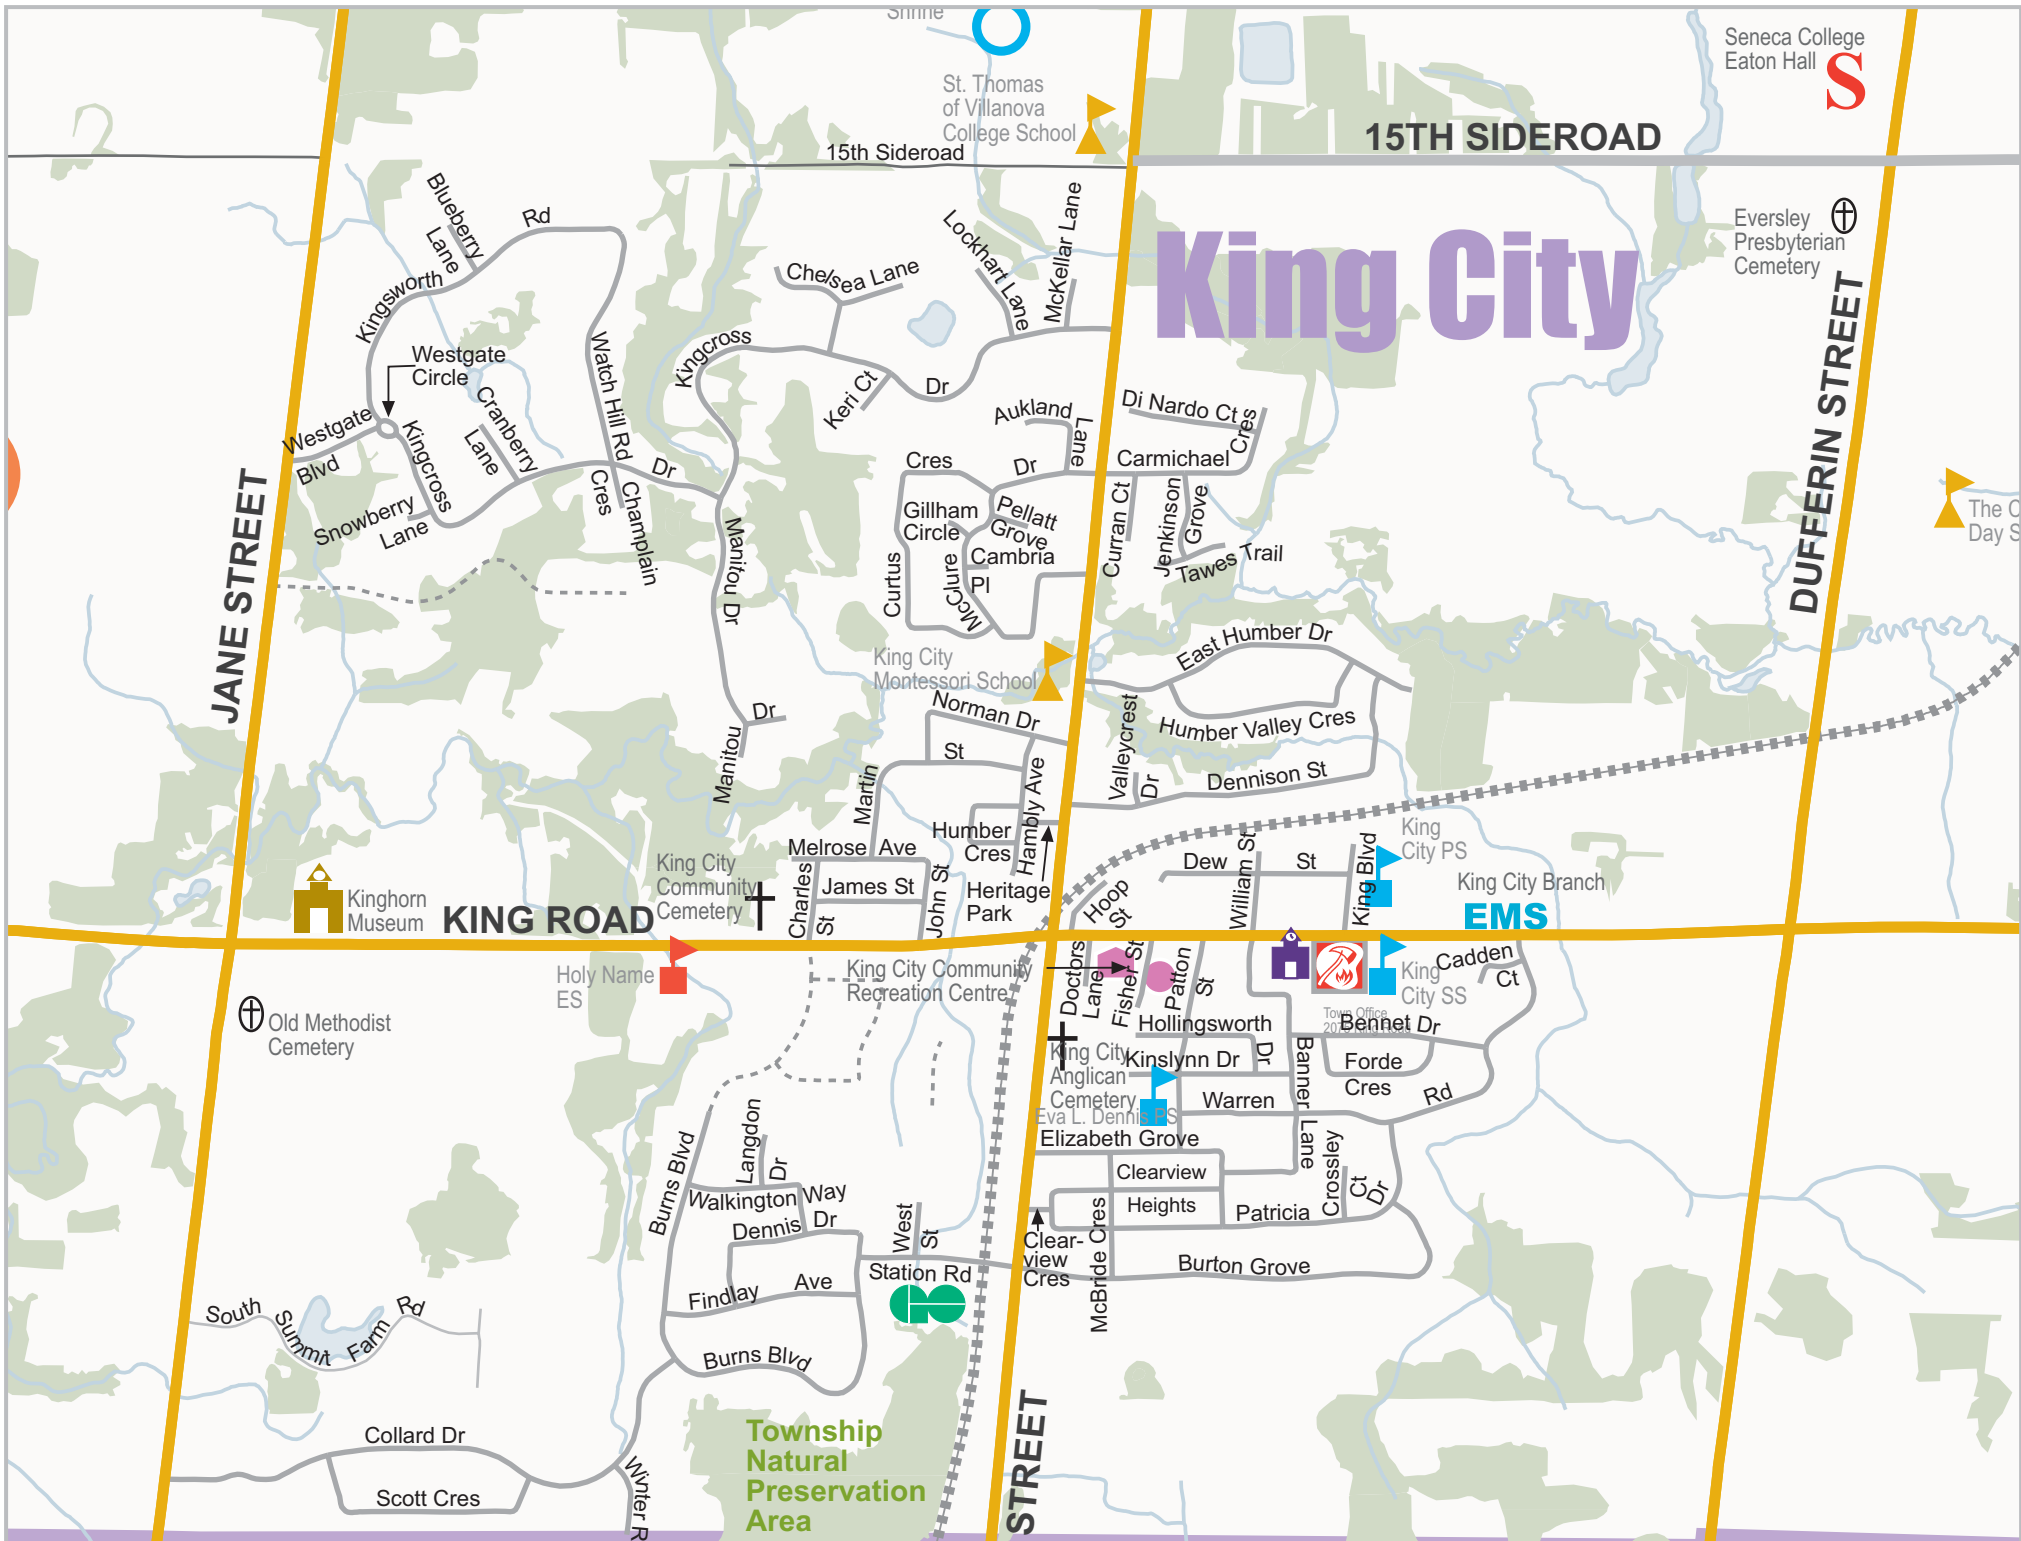 Shrine
Seneca College
Eaton Hall
S
St. Thomas
of Villanova
College School
15TH SIDEROAD
15th Sideroad
Blueberry
Lane
Rd
Kingsworth
Lockhart Lane
McKellar Lane
Chelsea Lane
King City
Eversley
Presbyterian
Cemetery
Westgate
Circle
Watch Hill Rd
Kingcross
Keri Ct
Dr
Aukland
Lane
Di Nardo Ct
Cres
Carmichael
DUFFERIN STREET
Westgate
Blvd
Kingcross
Cranberry
Lane
Dr
Cres
Champlain
Snowberry
Lane
Cres
Dr
Gillham
Circle
Pellatt
Grove
Cambria
Pl
Curtus
McClure
Curran Ct
Jenkinson
Grove
Tawes Trail
The C
Day S
JANE STREET
Manitou Dr
King City
Montessori School
East Humber Dr
Humber Valley Cres
Valleycrest
Dr
Dennison St
Norman Dr
Dr
Manitou
St
Martin
Hambly Ave
Humber
Cres
Melrose Ave
James St
Charles
St
John St
Heritage
Park
King City
Community
Cemetery
Kinghorn
Museum
KING ROAD
Hoop
St
Dew
St
William St
King Blvd
King
City PS
King City Branch
EMS
Holy Name
ES
King City Community
Recreation Centre
Doctors
Lane
Fisher St
Patton
St
King
City SS
Cadden
Ct
Town Office
Bennet Dr
Old Methodist
Cemetery
Hollingsworth
Dr
Kinslynn Dr
Banner
Lane
Forde
Cres
Rd
King City
Anglican
Cemetery
Eva L. Dennis PS
Warren
Elizabeth Grove
Clearview
Heights
Crossley
Ct
Dr
Patricia
Burns Blvd
Langdon
Dr
Walkington Way
Dennis Dr
West
St
Clear-
view
Cres
McBride Cres
Burton Grove
Station Rd
Findlay Ave
Burns Blvd
South
Summit
Farm
Rd
Collard Dr
Scott Cres
Winter R
Township
Natural
Preservation
Area
STREET